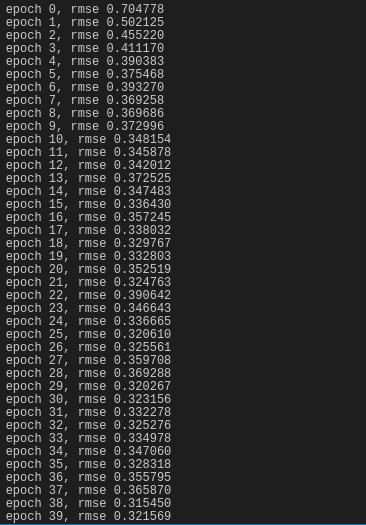 epoch 0, rmse 0.704778
epoch 1, rmse 0.502125
epoch 2, rmse 0.455220
epoch 3, rmse 0.411170
epoch 4, rmse 0.390383
epoch 5, rmse 0.375468
epoch 6, rmse 0.393270
epoch 7, rmse 0.369258
epoch 8, rmse 0.369686
epoch 9, rmse 0.372996
epoch 10, rmse 0.348154
epoch 11, rmse 0.345878
epoch 12, rmse 0.342012
epoch 13, rmse 0.372525
epoch 14, rmse 0.347483
epoch 15, rmse 0.336430
epoch 16, rmse 0.357245
epoch 17, rmse 0.338032
epoch 18, rmse 0.329767
epoch 19, rmse 0.332803
epoch 20, rmse 0.352519
epoch 21, rmse 0.324763
epoch 22, rmse 0.390642
epoch 23, rmse 0.346643
epoch 24, rmse 0.336665
epoch 25, rmse 0.320610
epoch 26, rmse 0.325561
epoch 27, rmse 0.359708
epoch 28, rmse 0.369288
epoch 29, rmse 0.320267
epoch 30, rmse 0.323156
epoch 31, rmse 0.332278
epoch 32, rmse 0.325276
epoch 33, rmse 0.334978
epoch 34, rmse 0.347060
epoch 35, rmse 0.328318
epoch 36, rmse 0.355795
epoch 37, rmse 0.365870
epoch 38, rmse 0.315450
epoch 39, rmse 0.321569